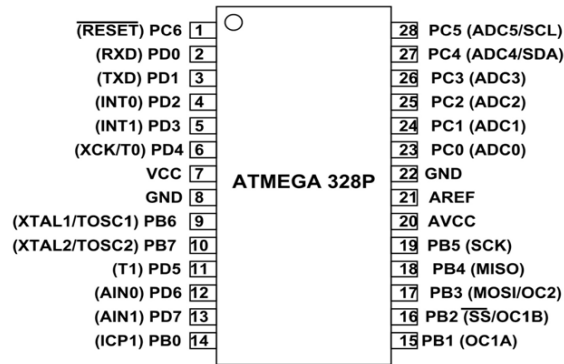 (RESET) PC6 1
(RXD) PD0 2
(TXD) PD1 3
(INT0) PD2 4
(INT1) PD3 5
(XCK/T0) PD4 6
VCC 7
GND 8
(XTAL1/TOSC1) PB6 9
(XTAL2/TOSC2) PB7 10
(T1) PD5 11
(AIN0) PD6 12
(AIN1) PD7 13
(ICP1) PB0 14
ATMEGA 328P
28 PC5 (ADC5/SCL)
27 PC4 (ADC4/SDA)
26 PC3 (ADC3)
25 PC2 (ADC2)
24 PC1 (ADC1)
23 PC0 (ADC0)
22 GND
21 AREF
20 AVCC
19 PB5 (SCK)
18 PB4 (MISO)
17 PB3 (MOSI/OC2)
16 PB2 (SS/OC1B)
15 PB1 (OC1A)